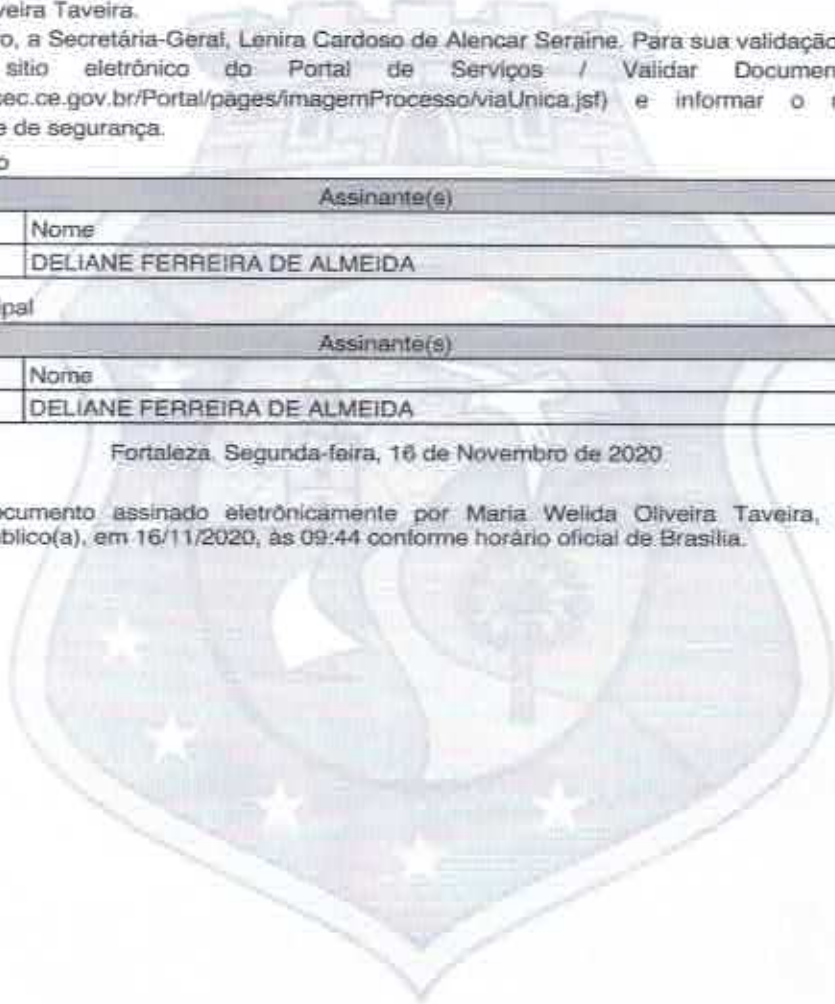 veira Taveira.
o, a Secretária-Geral, Lenira Cardoso de Alencar Seraine. Para sua validação
sitio eletrônico do Portal de Serviços / Validar Documen
cec.ce.gov.br/Portal/pages/imagemProcesso/viaUnica.jsf) e informar o
e de segurança.
o
Assinante(s)
Nome
DELIANE FERREIRA DE ALMEIDA
ipal
Assinante(s)
Nome
DELIANE FERREIRA DE ALMEIDA
Fortaleza. Segunda-feira, 16 de Novembro de 2020
ocumento assinado eletrônicamente por Maria Welida Oliveira Taveira,
ublico(a), em 16/11/2020, às 09:44 conforme horário oficial de Brasília.